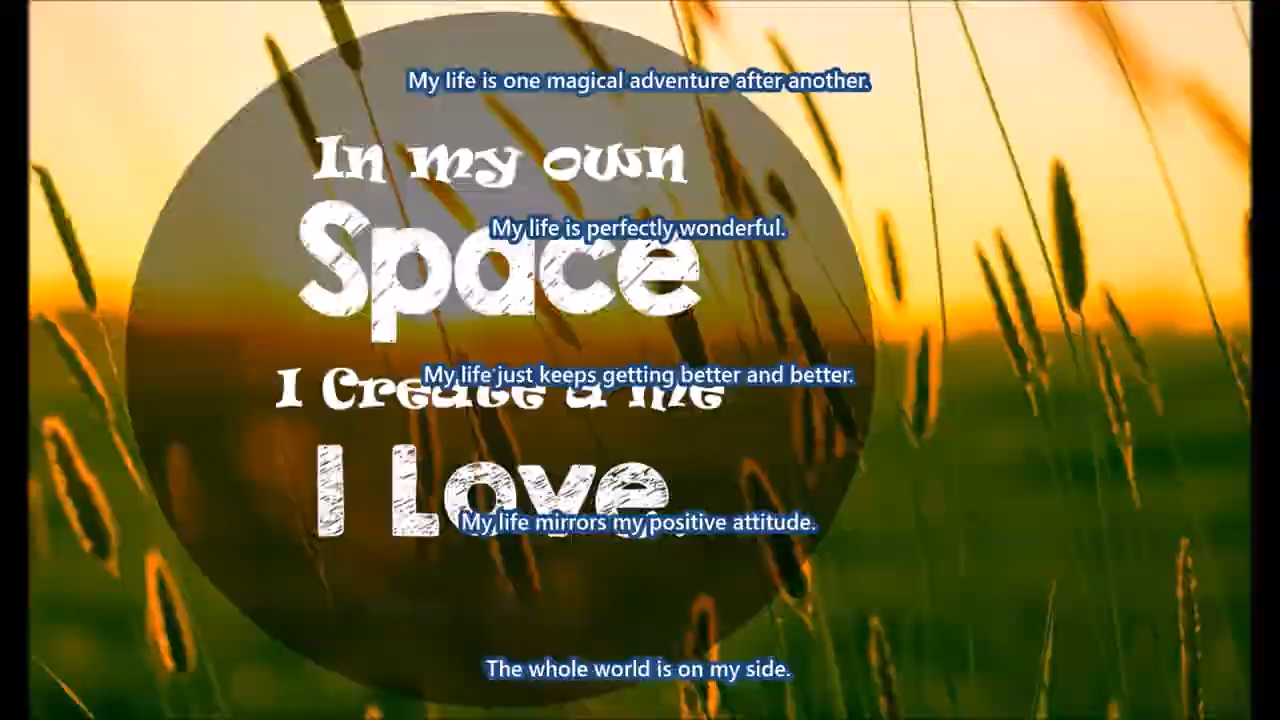 My life is one magical adventure after another.
In my own
My life is perfectly wonderful.
Space
My life just keeps getting better and better.
I Create a me
I Love.
My life mirrors my positive attitude.
The whole world is on my side.